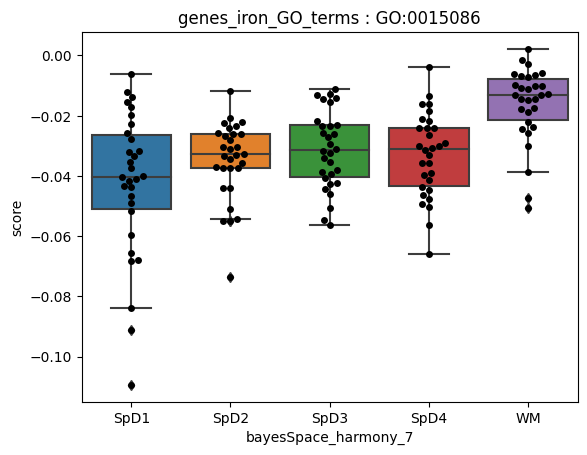 genes_iron_GO_terms : GO:0015086
score
0.00
−0.02
−0.04
−0.06
−0.08
−0.10
SpD1 SpD2 SpD3 SpD4 WM
bayesSpace_harmony_7